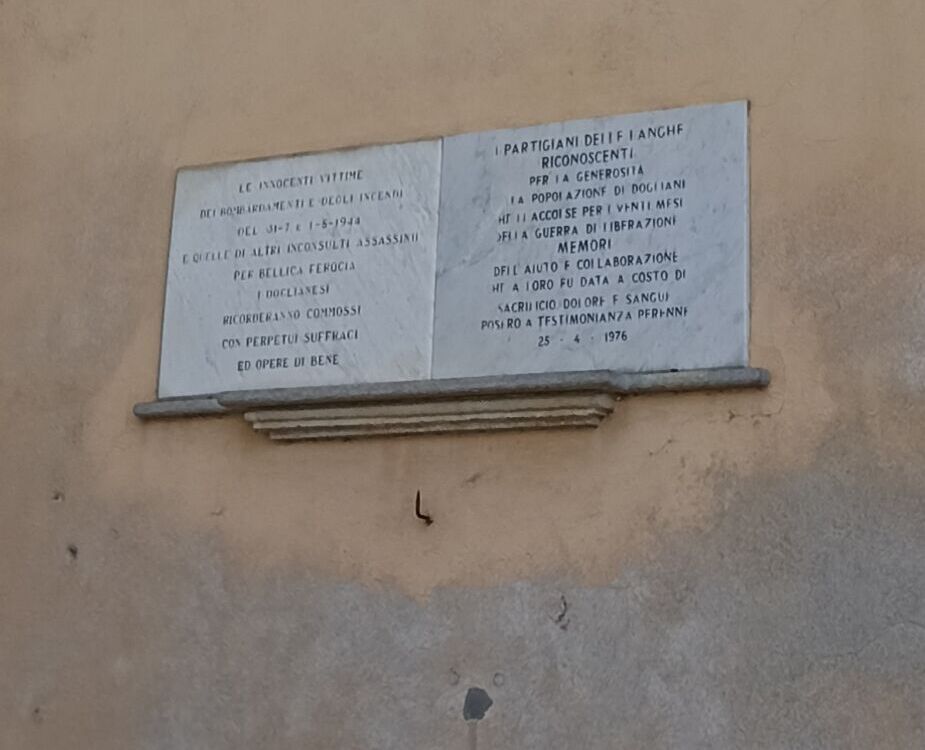 LE INNOCENTI VITTIME
DEI BOMBARDAMENTI E DEGLI INCENDI
DEL 31-7 E 1-8-1944
E QUELLE DI ALTRI INCONSULTI ASSASSINII
PER BELLICA FEROCIA
I DOGLIANESI
RICORDERANNO COMMOSSI
CON PERPETUI SUFFRAGI
ED OPERE DI BENE
I PARTIGIANI DELLE LANGHE
RICONOSCENTI
PER LA GENEROSITÀ
LA POPOLAZIONE DI DOGLIANI
CHE LI ACCOLSE PER I VENTI MESI
DELLA GUERRA DI LIBERAZIONE
MEMORI
DELL'AIUTO E COLLABORAZIONE
CHE A LORO FU DATA A COSTO DI
SACRIFICIO DOLORE E SANGUE
POSERO A TESTIMONIANZA PERENNE
25 · 4 · 1976